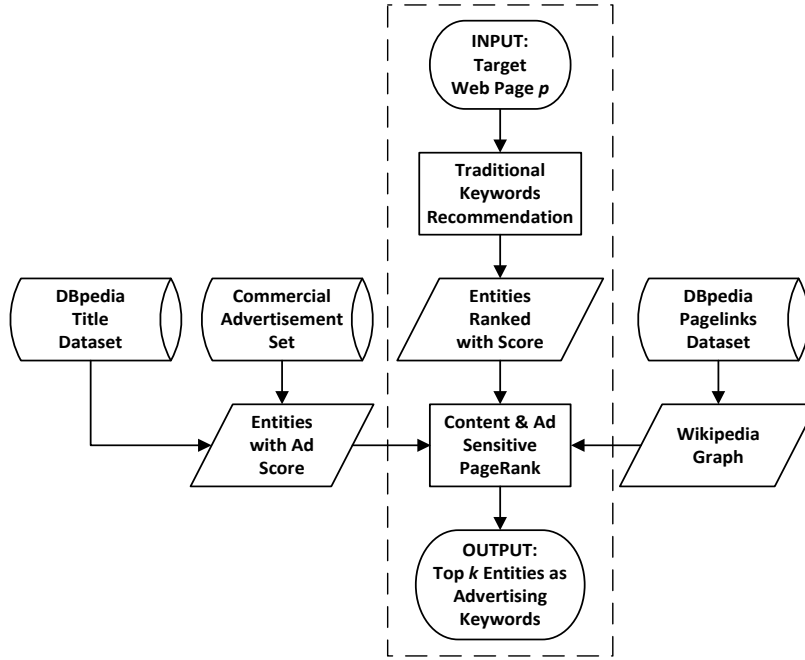 INPUT:
Target
Web Page p
Traditional
Keywords
Recommendation
DBpedia
Title
Dataset
Commercial
Advertisement
Set
Entities
Ranked
with Score
DBpedia
Pagelinks
Dataset
Entities
with Ad
Score
Content & Ad
Sensitive
PageRank
Wikipedia
Graph
OUTPUT:
Top k Entities as
Advertising
Keywords